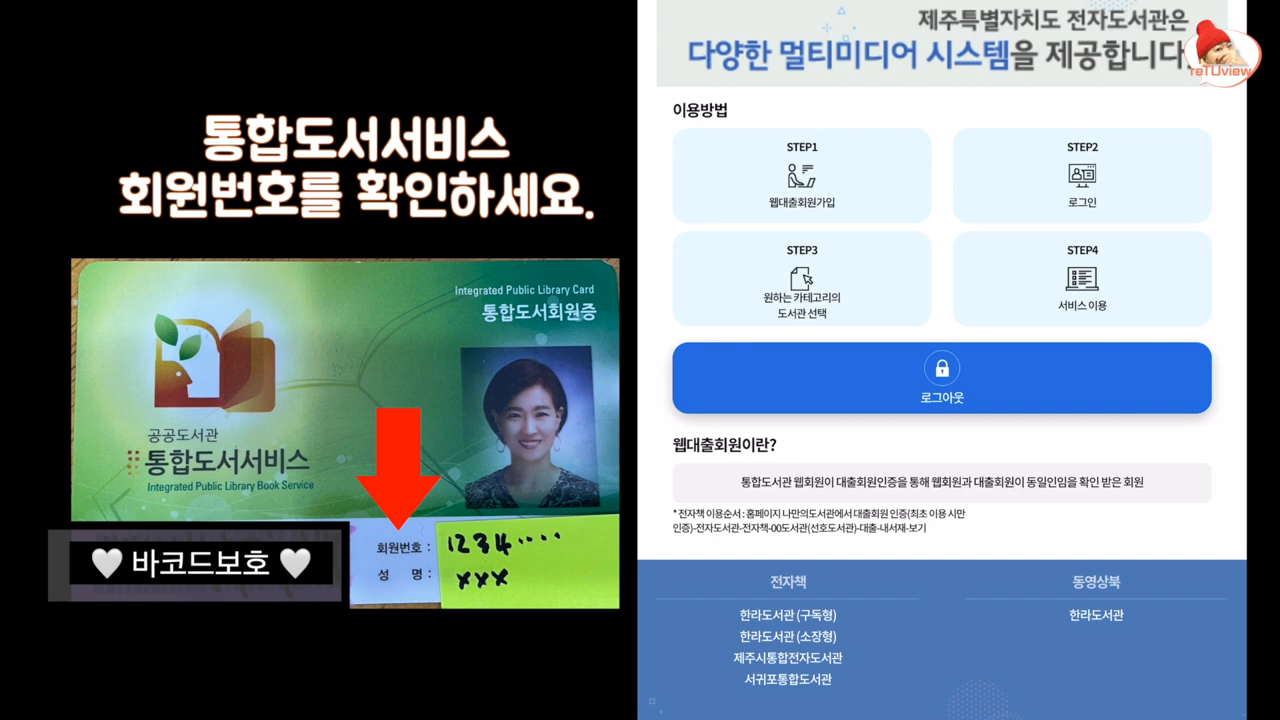 통합도서서비스
회원번호를 확인하세요.
Integrated Public Library Card
통합도서회원증
공공도서관
통합도서서비스
Integrated Public Library Book Service
🤍 바코드보호 🤍
회원번호 : 1234....
성 명 : xxx
제주특별자치도 전자도서관은
다양한 멀티미디어 시스템을 제공합니다.
reTUview
이용방법
STEP1
웹대출회원가입
STEP2
로그인
STEP3
원하는 카테고리의
도서관 선택
STEP4
서비스 이용
로그아웃
웹대출회원이란?
통합도서관 웹회원이 대출회원인증을 통해 웹회원과 대출회원이 동일인임을 확인 받은 회원
* 전자책 이용순서 : 홈페이지 나만의도서관에서 대출회원 인증(최초 이용 시만
인증)-전자도서관-전자책-00도서관(선호도서관)-대출-내서재-보기
전자책
한라도서관 (구독형)
한라도서관 (소장형)
제주시통합전자도서관
서귀포통합도서관
동영상북
한라도서관